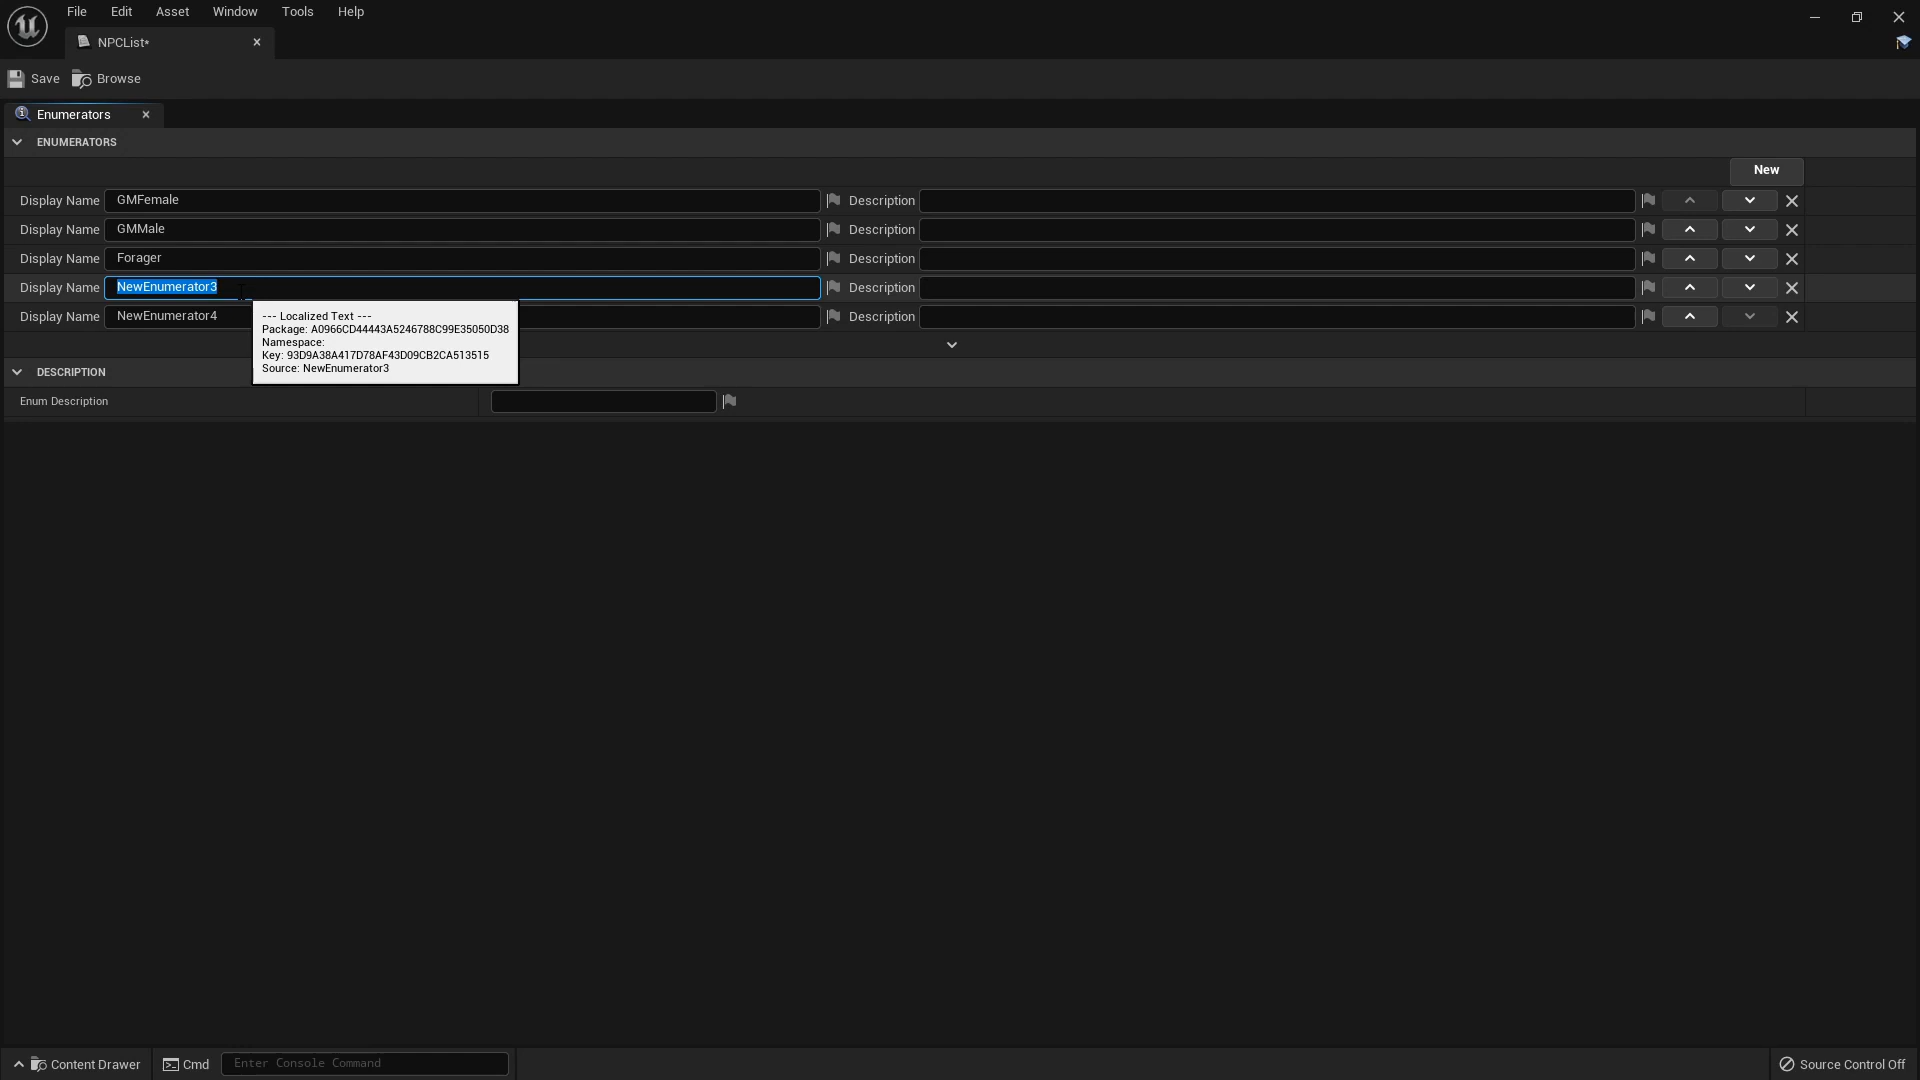 File Edit Asset Window Tools Help
NPCList*
Save Browse
Enumerators
ENUMERATORS
New
Display Name GMFemale Description
Display Name GMMale Description
Display Name Forager Description
Display Name NewEnumerator3 Description
Display Name NewEnumerator4 Description
--- Localized Text ---
Package: A0966CD44443A5246788C99E35050D38
Namespace:
Key: 93D9A38A417D78AF43D09CB2CA513515
Source: NewEnumerator3
DESCRIPTION
Enum Description
Content Drawer Cmd Enter Console Command Source Control Off